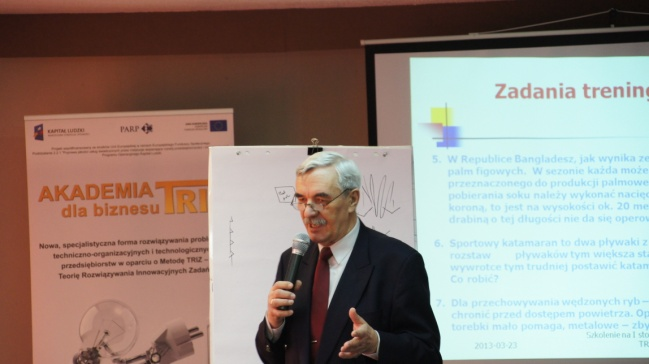 KAPITAŁ LUDZKI
PARP
AKADEMIA TRI
dla biznesu
Nowa, specjalistyczna forma rozwiązywania probl
techniczno-organizacyjnych i technologicznyc
przedsiębiorstw w oparciu o Metodę TRIZ –
Teorię Rozwiązywania Innowacyjnych Zadań
Zadania trening
5. W Republice Bangladesz, jak wynika ze
palm figowych. W sezonie każda może
przeznaczonego do produkcji palmowe
pobierania soku należy wykonać nacięc
koroną, to jest na wysokości ok. 20 me
drabiną o tej długości nie da się operow
6. Sportowy katamaran to dwa pływaki z
rozstaw pływaków tym większa sta
wywrotce tym trudniej postawić katam
Co robić?
7. Dla przechowywania wędzonych ryb –
chronić przed dostępem powietrza. Op
torebki mało pomaga, metalowe – zby
Szkolenie na I sto
2013-03-23
TR